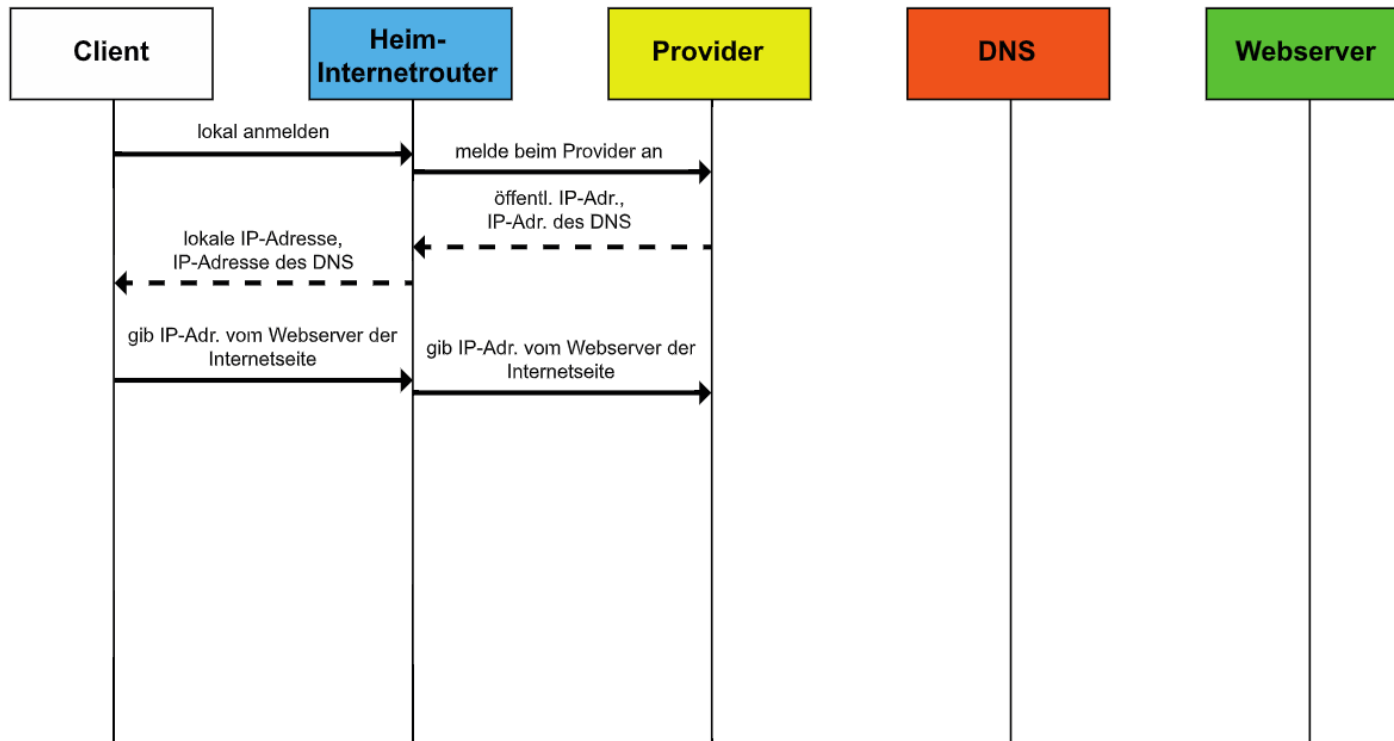 Client
Heim-
Internetrouter
Provider
DNS
Webserver
lokal anmelden
melde beim Provider an
öffentl. IP-Adr.,
IP-Adr. des DNS
lokale IP-Adresse,
IP-Adresse des DNS
gib IP-Adr. vom Webserver der
Internetseite
gib IP-Adr. vom Webserver der
Internetseite